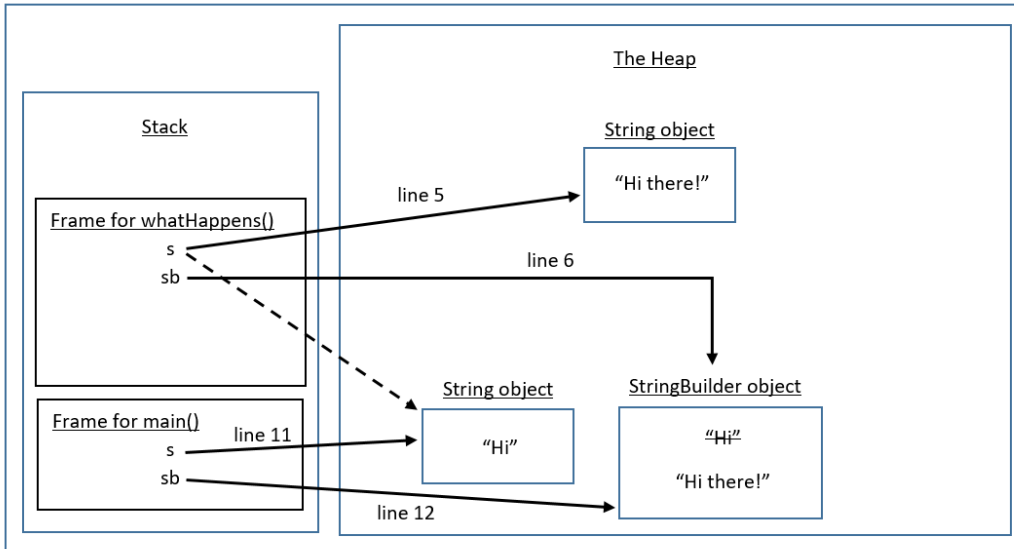 The Heap
Stack
String object
“Hi there!”
line 5
Frame for whatHappens()
s
sb
line 6
String object
StringBuilder object
Frame for main()
s
line 11
sb
line 12
“Hi”
“Hi”
“Hi there!”